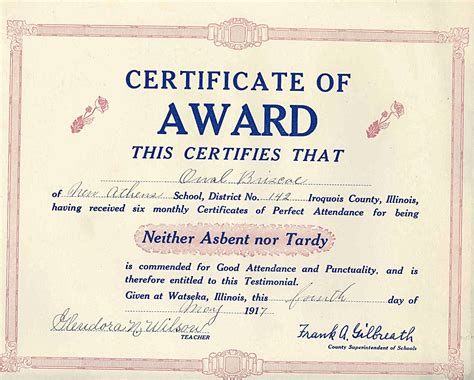 CERTIFICATE OF
AWARD
THIS CERTIFIES THAT
Orval Briscoe
of New Athens School, District No. 142 Iroquois County, Illinois,
having received six monthly Certificates of Perfect Attendance for being
Neither Asbent nor Tardy
is commended for Good Attendance and Punctuality, and is
therefore entitled to this Testimonial.
Given at Watseka, Illinois, this fourth day of
May 1917
Glendora N. Wilson Frank A. Gilbreath
TEACHER County Superintendent of Schools